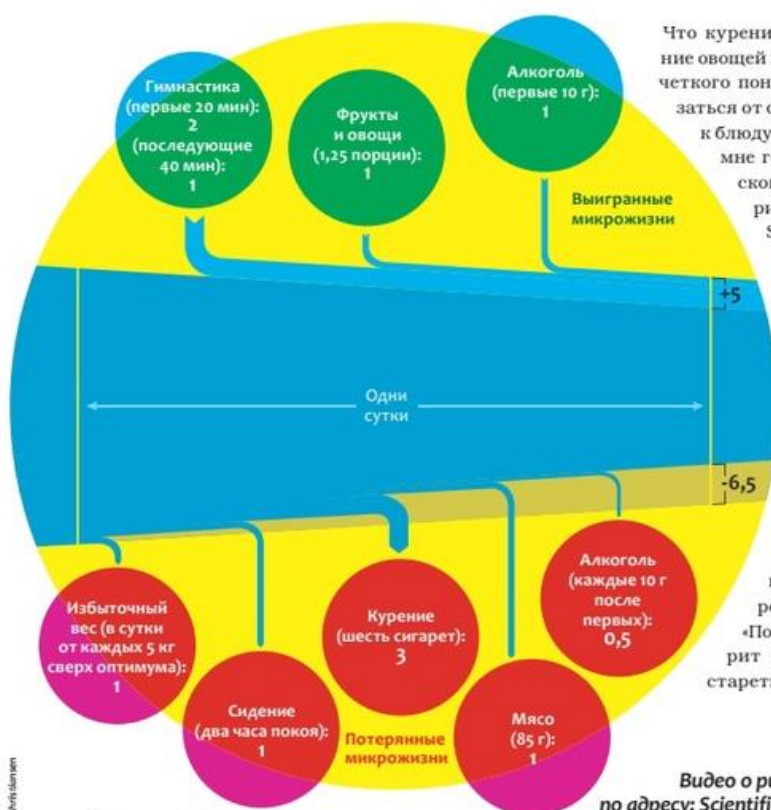 Гимнастика
(первые 20 мин):
2
(последующие
40 мин):
1
Фрукты
и овощи
(1,25 порции):
1
Алкоголь
(первые 10 г):
1
Выигранные
микрожизни
+5
Одни
сутки
-6,5
Избыточный
вес (в сутки
от каждых 5 кг
сверх оптимума):
1
Сидение
(два часа покоя):
1
Курение
(шесть сигарет):
3
Потерянные
микрожизни
Мясо
(85 г):
1
Алкоголь
(каждые 10 г
после
первых):
0,5
Что курени
ние овощей
четкого пон
заться от
к блюду
мне г
ско
ри
S
ре
«По
рит
старет
Видео о ри
по адресу: Scientifi